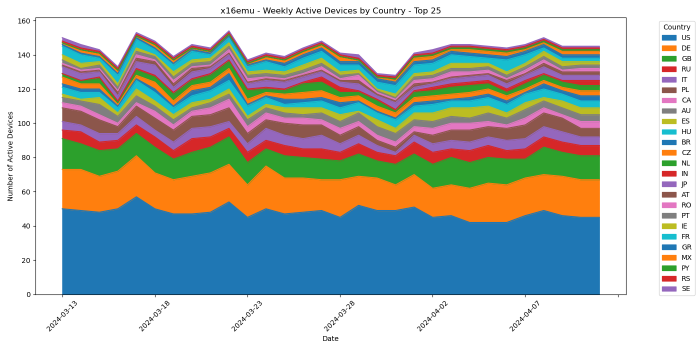 x16emu - Weekly Active Devices by Country - Top 25
Number of Active Devices
160
140
120
100
80
60
40
20
0
2024-03-13
2024-03-18
2024-03-23
2024-03-28
2024-04-02
2024-04-07
Date
Country
US
DE
GB
RU
IT
PL
CA
AU
ES
HU
BR
CZ
NL
IN
JP
AT
RO
PT
IE
FR
GR
MX
PY
RS
SE